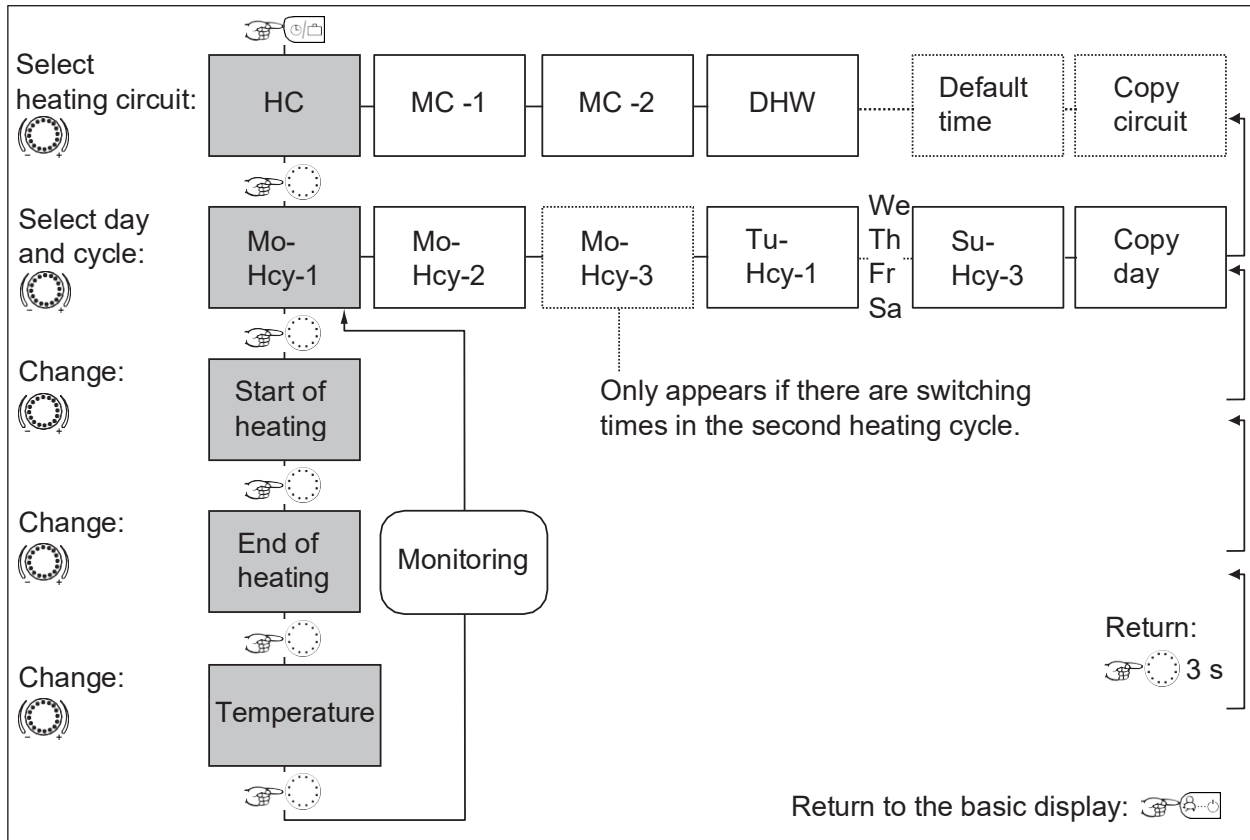 Select
heating circuit:
HC
MC -1
MC -2
DHW
Default
time
Copy
circuit
- +
Select day
and cycle:
Mo-
Hcy-1
Mo-
Hcy-2
Mo-
Hcy-3
Tu-
Hcy-1
We
Th
Fr
Sa
Su-
Hcy-3
Copy
day
- +
Change:
Start of
heating
Only appears if there are switching
times in the second heating cycle.
- +
Change:
End of
heating
Monitoring
- +
Change:
Temperature
Return:
3 s
- +
Return to the basic display: